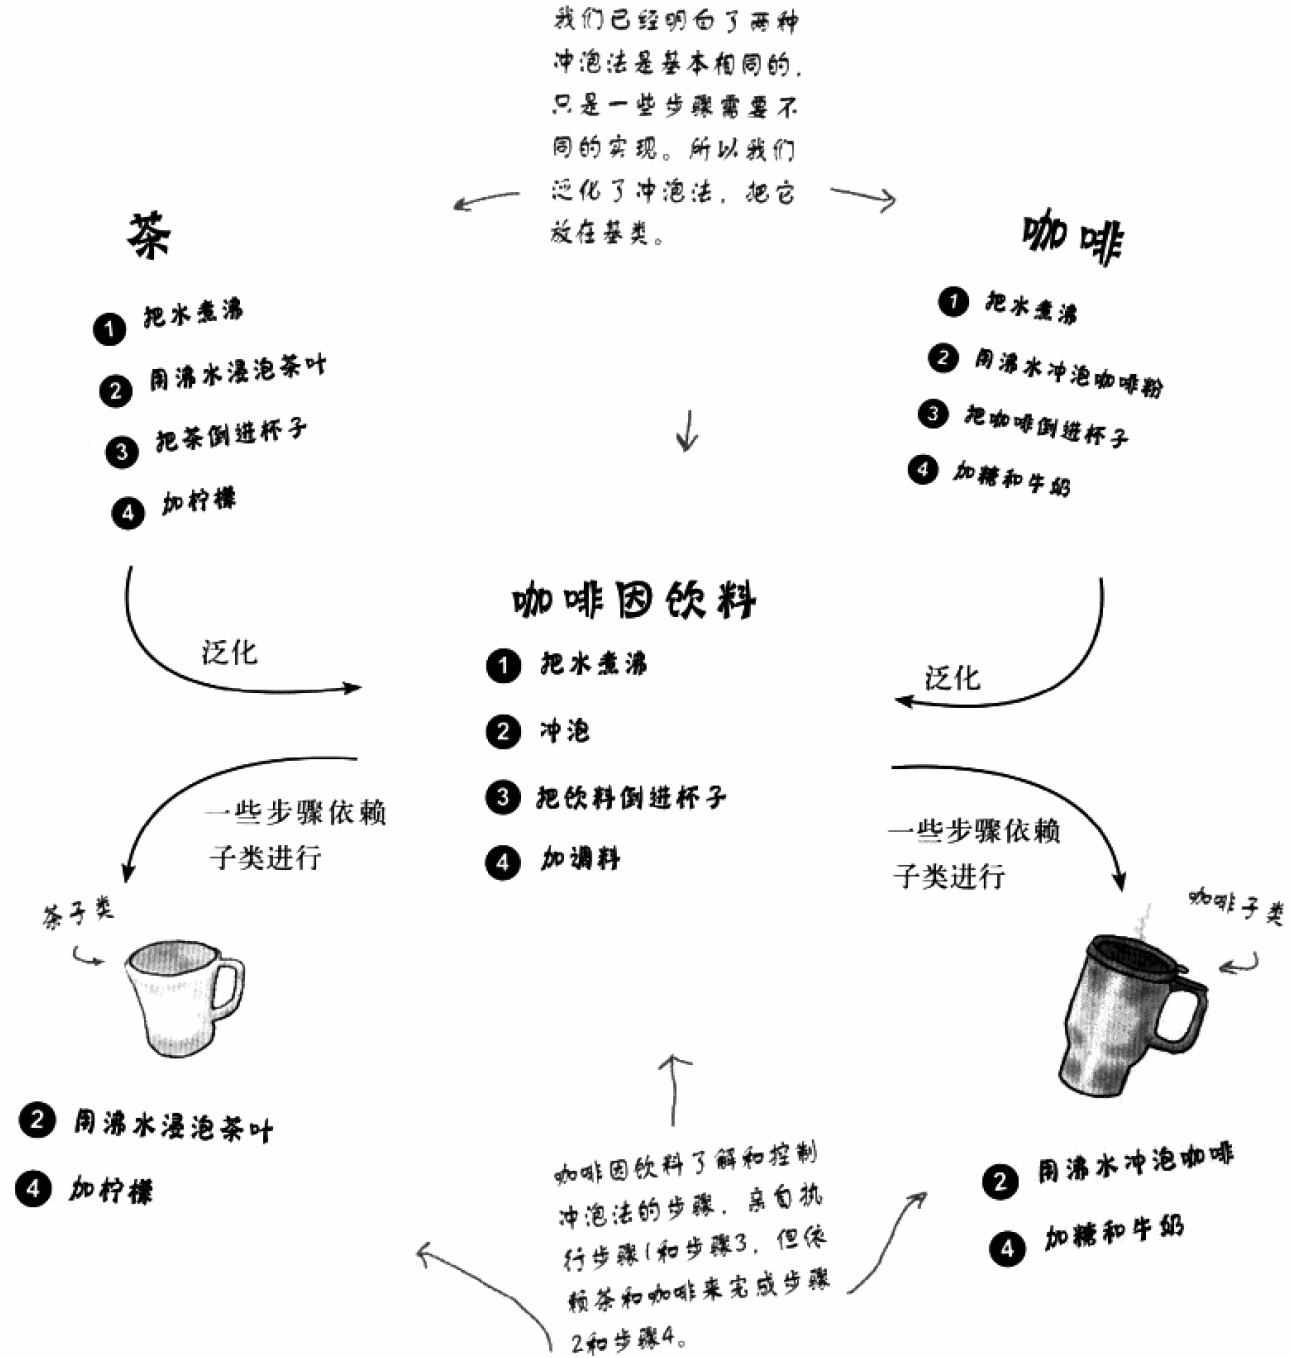 我们已经明白了两种
冲泡法是基本相同的，
只是一些步骤需要不
同的实现。所以我们
泛化了冲泡法，把它
放在基类。
茶
1 把水煮沸
2 用沸水浸泡茶叶
3 把茶倒进杯子
4 加柠檬
咖啡
1 把水煮沸
2 用沸水冲泡咖啡粉
3 把咖啡倒进杯子
4 加糖和牛奶
泛化
咖啡因饮料
1 把水煮沸
2 冲泡
3 把饮料倒进杯子
4 加调料
泛化
一些步骤依赖
子类进行
一些步骤依赖
子类进行
茶子类
2 用沸水浸泡茶叶
4 加柠檬
咖啡子类
2 用沸水冲泡咖啡
4 加糖和牛奶
咖啡因饮料了解和控制
冲泡法的步骤，亲自执
行步骤1和步骤3，但依
赖茶和咖啡来完成步骤
2和步骤4。